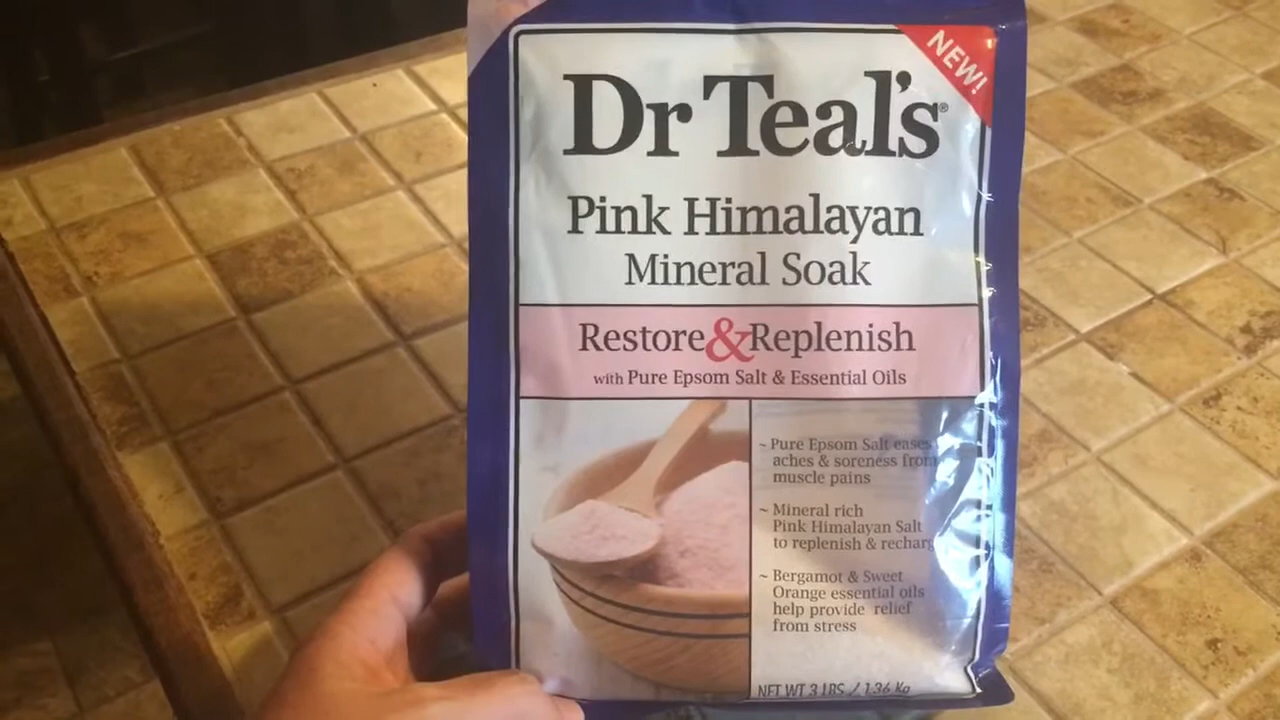 NEW!
Dr Teal's®
Pink Himalayan
Mineral Soak
Restore & Replenish
with Pure Epsom Salt & Essential Oils
~ Pure Epsom Salt eases
aches & soreness from
muscle pains
~ Mineral rich
Pink Himalayan Salt
to replenish & recharg
~ Bergamot & Sweet
Orange essential oils
help provide relief
from stress
NET WT 3 LBS / 1.36 Kg